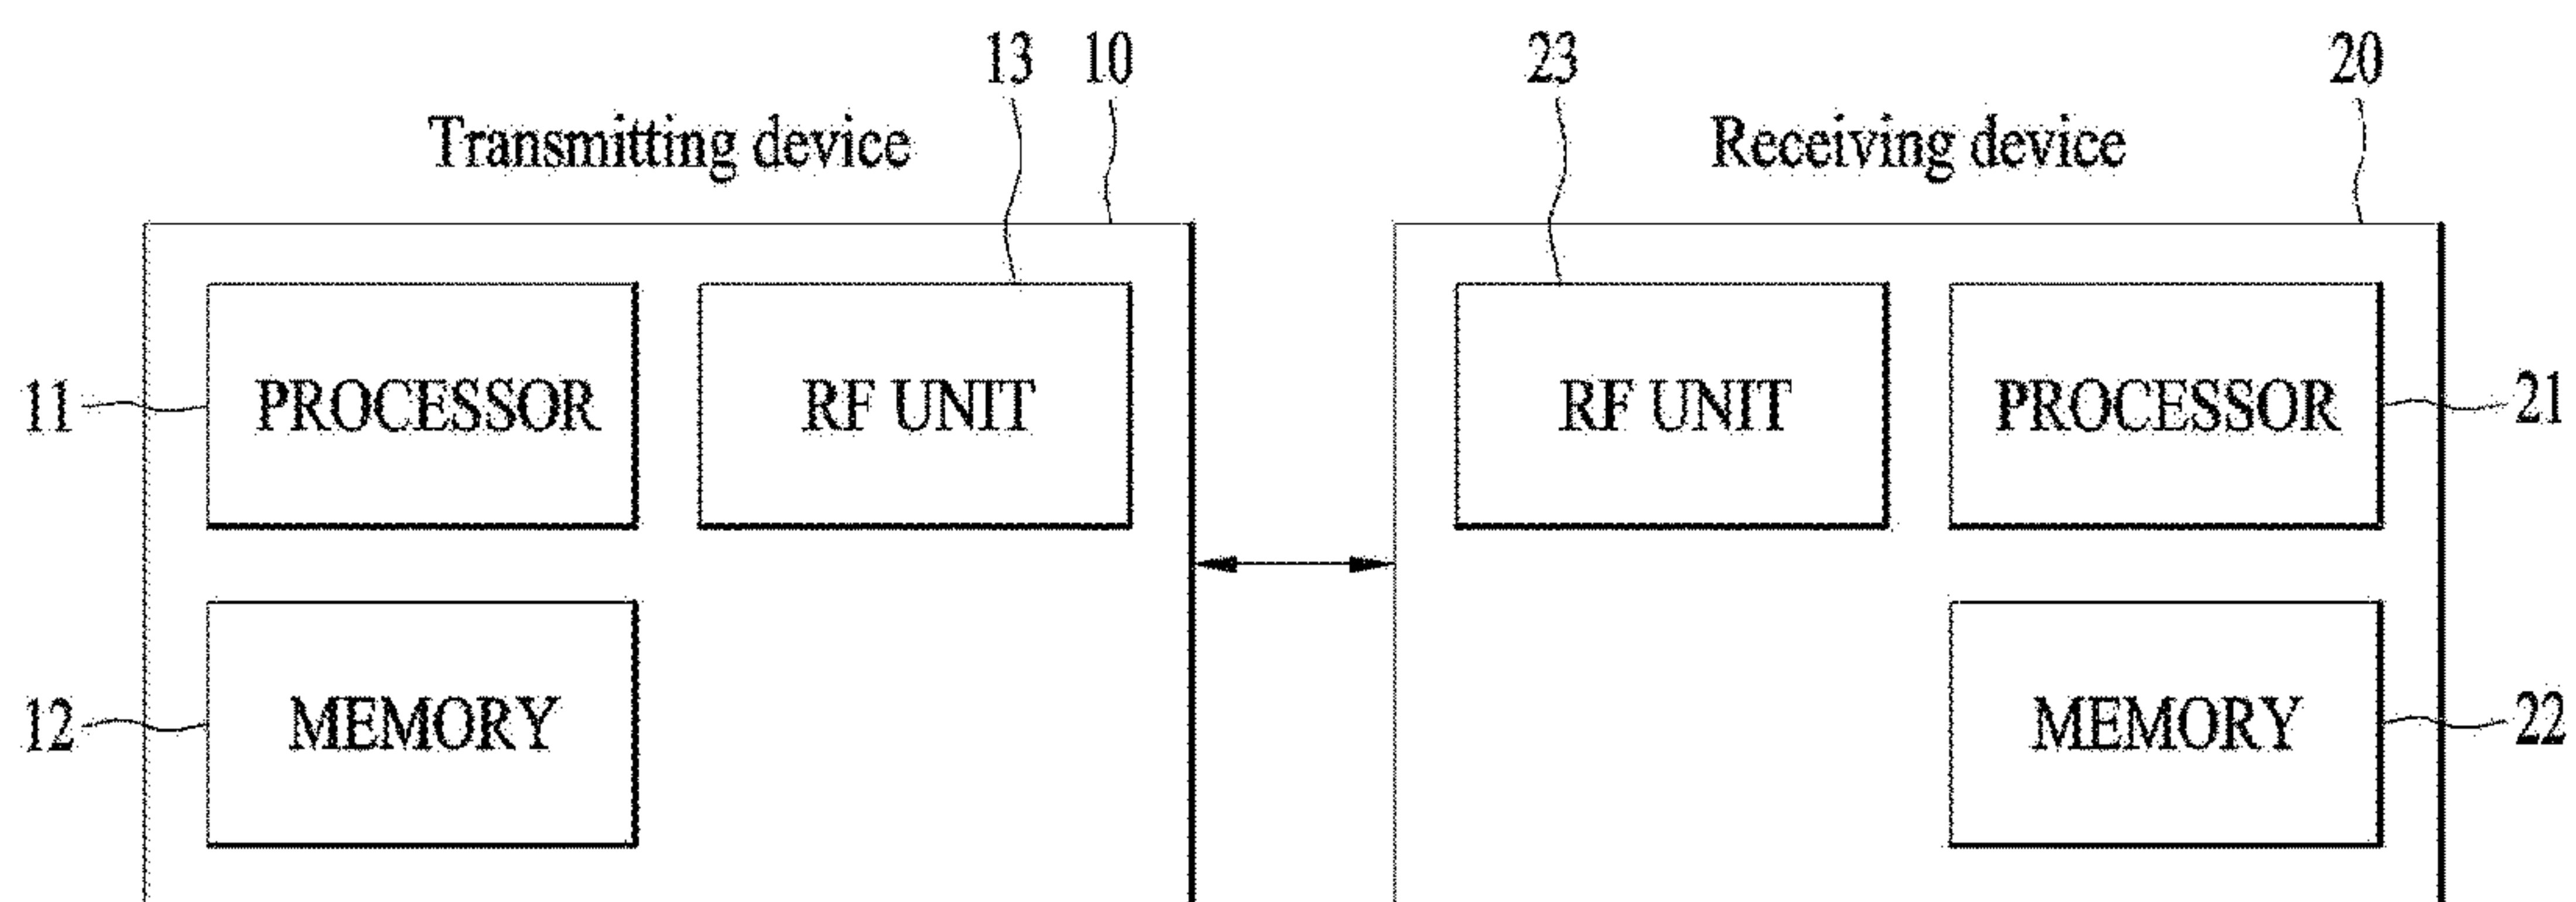 13 10 23 20
Transmitting device Receiving device
11 PROCESSOR RF UNIT RF UNIT PROCESSOR 21
12 MEMORY MEMORY 22